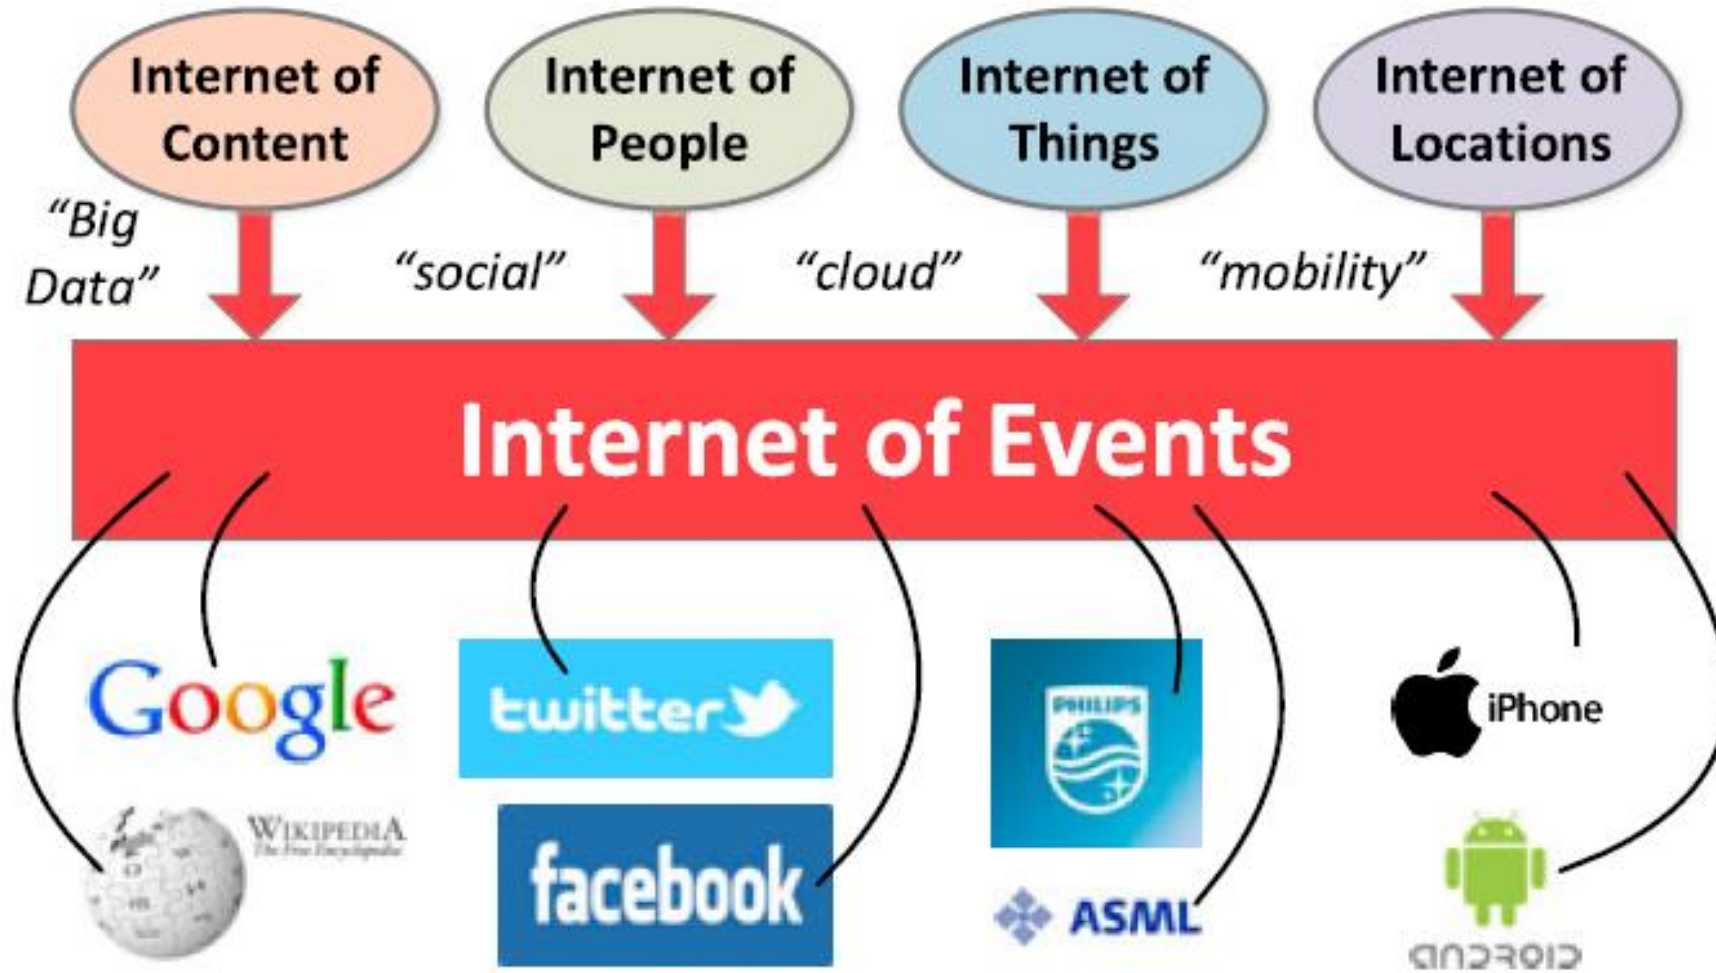 Internet of
Content
Internet of
People
Internet of
Things
Internet of
Locations
“Big
Data”
“social”
“cloud”
“mobility”
Internet of Events
Google
twitter
PHILIPS
iPhone
WIKIPEDIA
The Free Encyclopedia
facebook
ASML
ANDROID